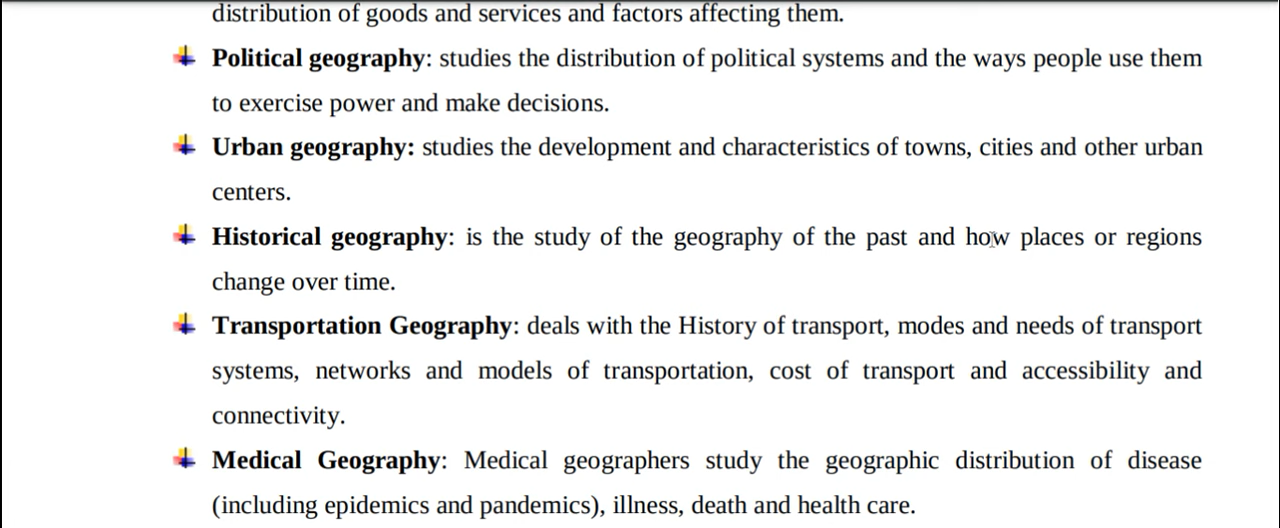 distribution of goods and services and factors affecting them.
Political geography: studies the distribution of political systems and the ways people use them
to exercise power and make decisions.
Urban geography: studies the development and characteristics of towns, cities and other urban
centers.
Historical geography: is the study of the geography of the past and how places or regions
change over time.
Transportation Geography: deals with the History of transport, modes and needs of transport
systems, networks and models of transportation, cost of transport and accessibility and
connectivity.
Medical Geography: Medical geographers study the geographic distribution of disease
(including epidemics and pandemics), illness, death and health care.